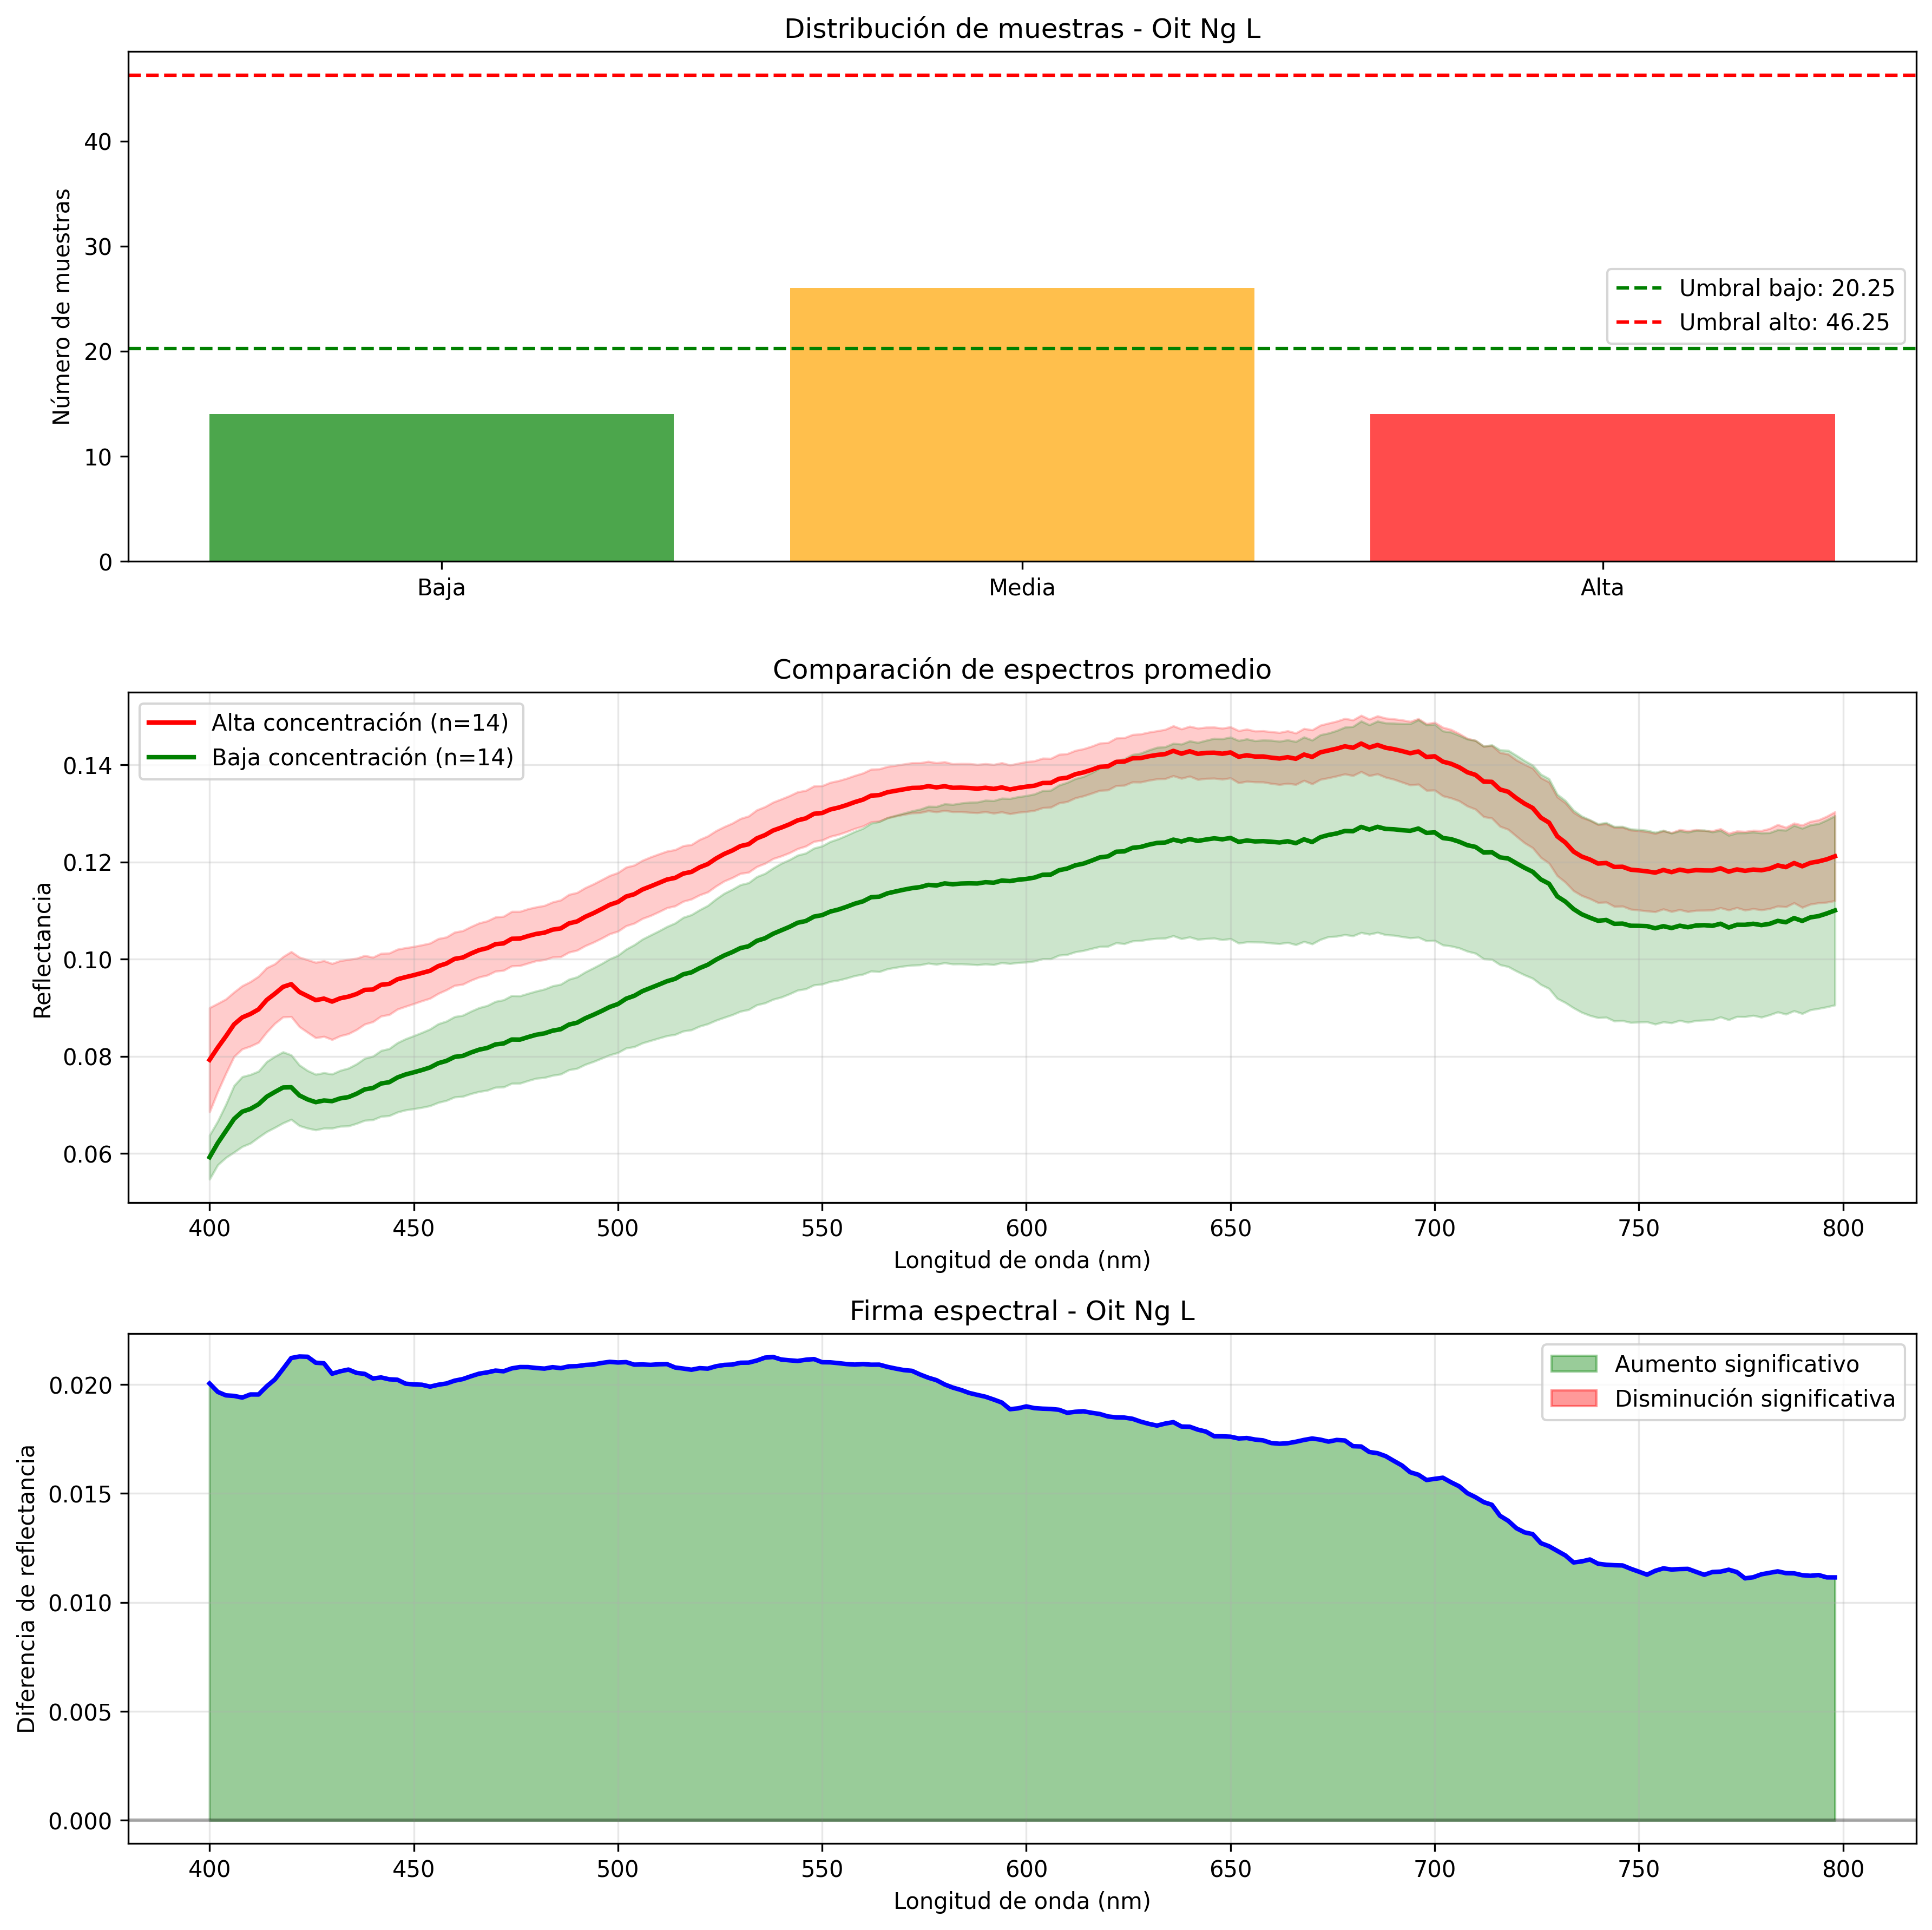 Distribución de muestras - Oit Ng L
Número de muestras
40
30
20
10
0
Umbral bajo: 20.25
Umbral alto: 46.25
Baja
Media
Alta
Comparación de espectros promedio
Alta concentración (n=14)
Baja concentración (n=14)
Reflectancia
0.14
0.12
0.10
0.08
0.06
400 450 500 550 600 650 700 750 800
Longitud de onda (nm)
Firma espectral - Oit Ng L
Aumento significativo
Disminución significativa
Diferencia de reflectancia
0.020
0.015
0.010
0.005
0.000
400 450 500 550 600 650 700 750 800
Longitud de onda (nm)